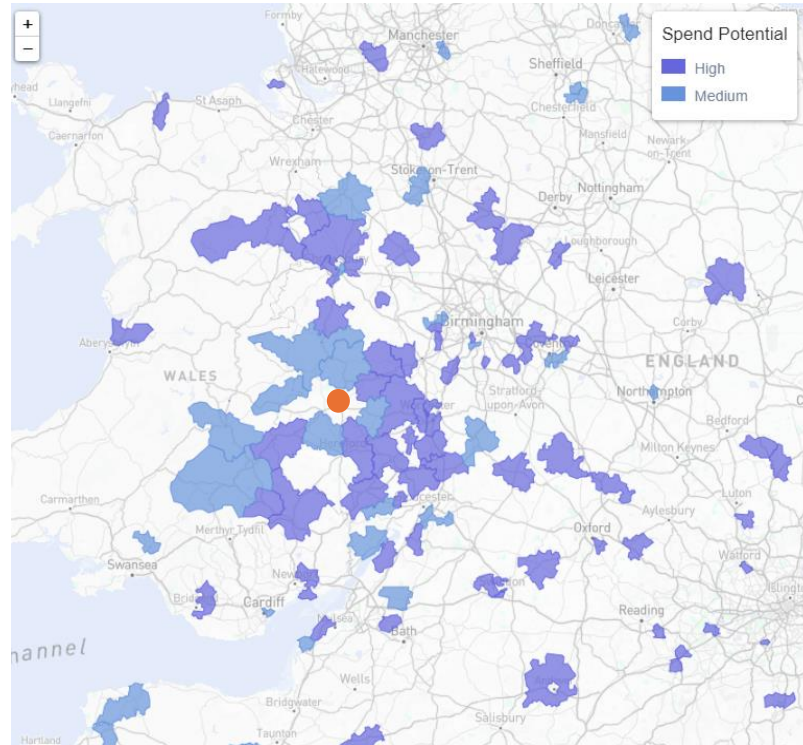 +
−
Spend Potential
High
Medium
Formby
Manchester
Doncaster
Sheffield
Llangefni
St Asaph
Chester
Chesterfield
Caernarfon
Mansfield
Newark-
on-Trent
Wrexham
Stoke-on-Trent
Derby
Nottingham
Loughborough
Leicester
Corby
Birmingham
ENGLAND
WALES
Stratford-
upon-Avon
Northampton
Bedford
Milton Keynes
Carmarthen
Luton
Aylesbury
Merthyr Tydfil
Oxford
Watford
Swansea
Cardiff
Islington
Reading
Bath
hannel
Wells
Bridgwater
Salisbury
Hartland
Taunton